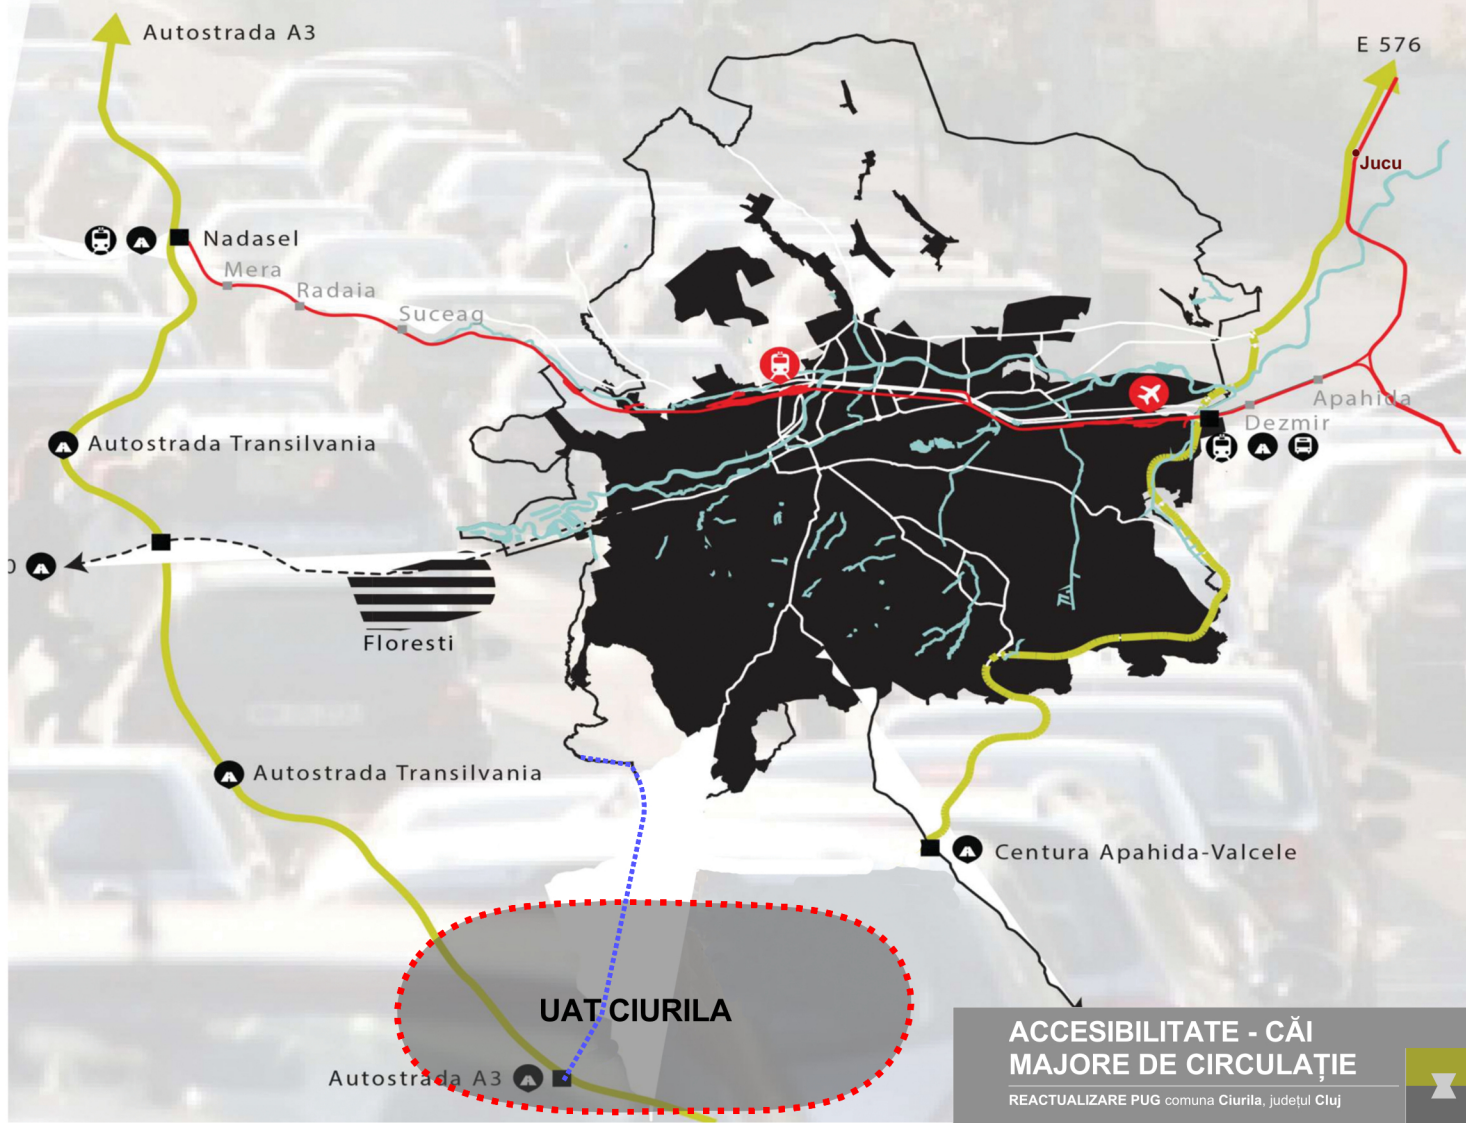 Autostrada A3
E 576
Jucu
Nadasel
Mera
Radaia
Suceag
Apahida
Dezmir
Autostrada Transilvania
Floresti
Autostrada Transilvania
Centura Apahida-Valcele
UAT CIURILA
Autostrada A3
ACCESIBILITATE - CĂI
MAJORE DE CIRCULAȚIE
REACTUALIZARE PUG comuna Ciurila, județul Cluj